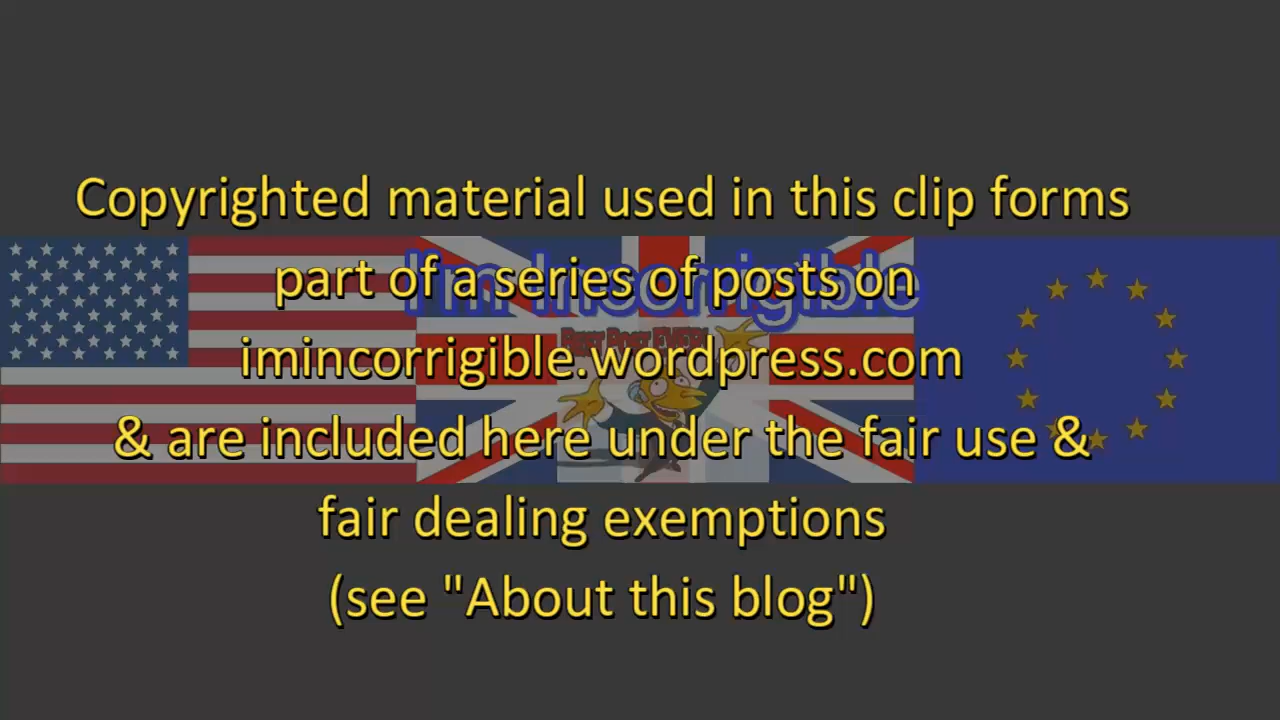 Copyrighted material used in this clip forms
I'm Incorrigible
part of a series of posts on
imincorrigible.wordpress.com
& are included here under the fair use &
fair dealing exemptions
(see "About this blog")